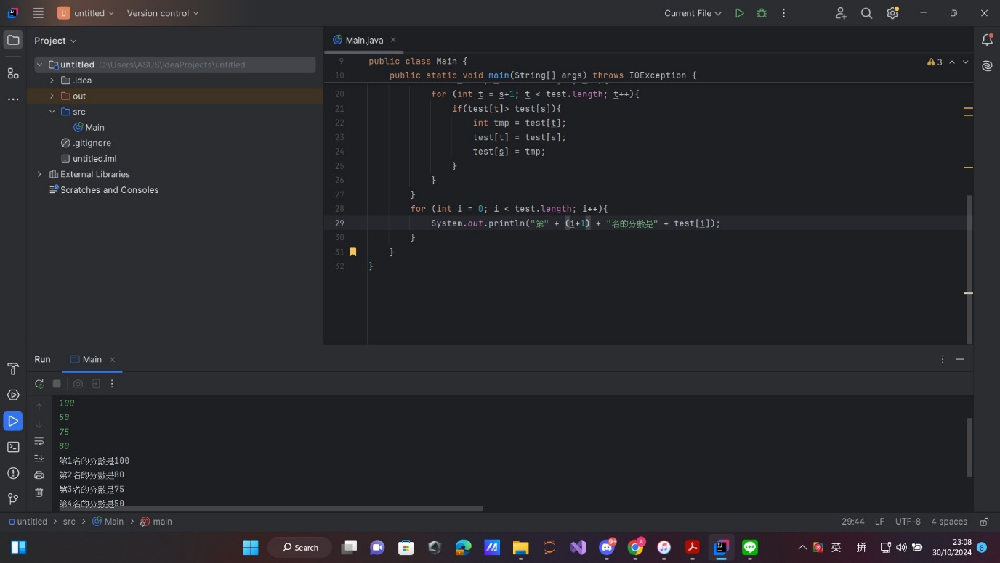 U untitled Version control Current File
Project
Main.java
untitled C:\Users\ASUS\IdeaProjects\untitled
.idea
out
src
Main
.gitignore
untitled.iml
External Libraries
Scratches and Consoles
9 public class Main { 3
10 public static void main(String[] args) throws IOException {
20 for (int t = s+1; t < test.length; t++){
21 if(test[t]> test[s]){
22 int tmp = test[t];
23 test[t] = test[s];
24 test[s] = tmp;
25 }
26 }
27 }
28 for (int i = 0; i < test.length; i++){
29 System.out.println("第" + (i+1) + "名的分數是" + test[i]);
30 }
31 }
32 }
Run Main
100
50
75
80
第1名的分數是100
第2名的分數是80
第3名的分數是75
第4名的分數是50
untitled > src > Main > main 29:44 LF UTF-8 4 spaces
Search 9+ 英 拼 23:08
30/10/2024 8